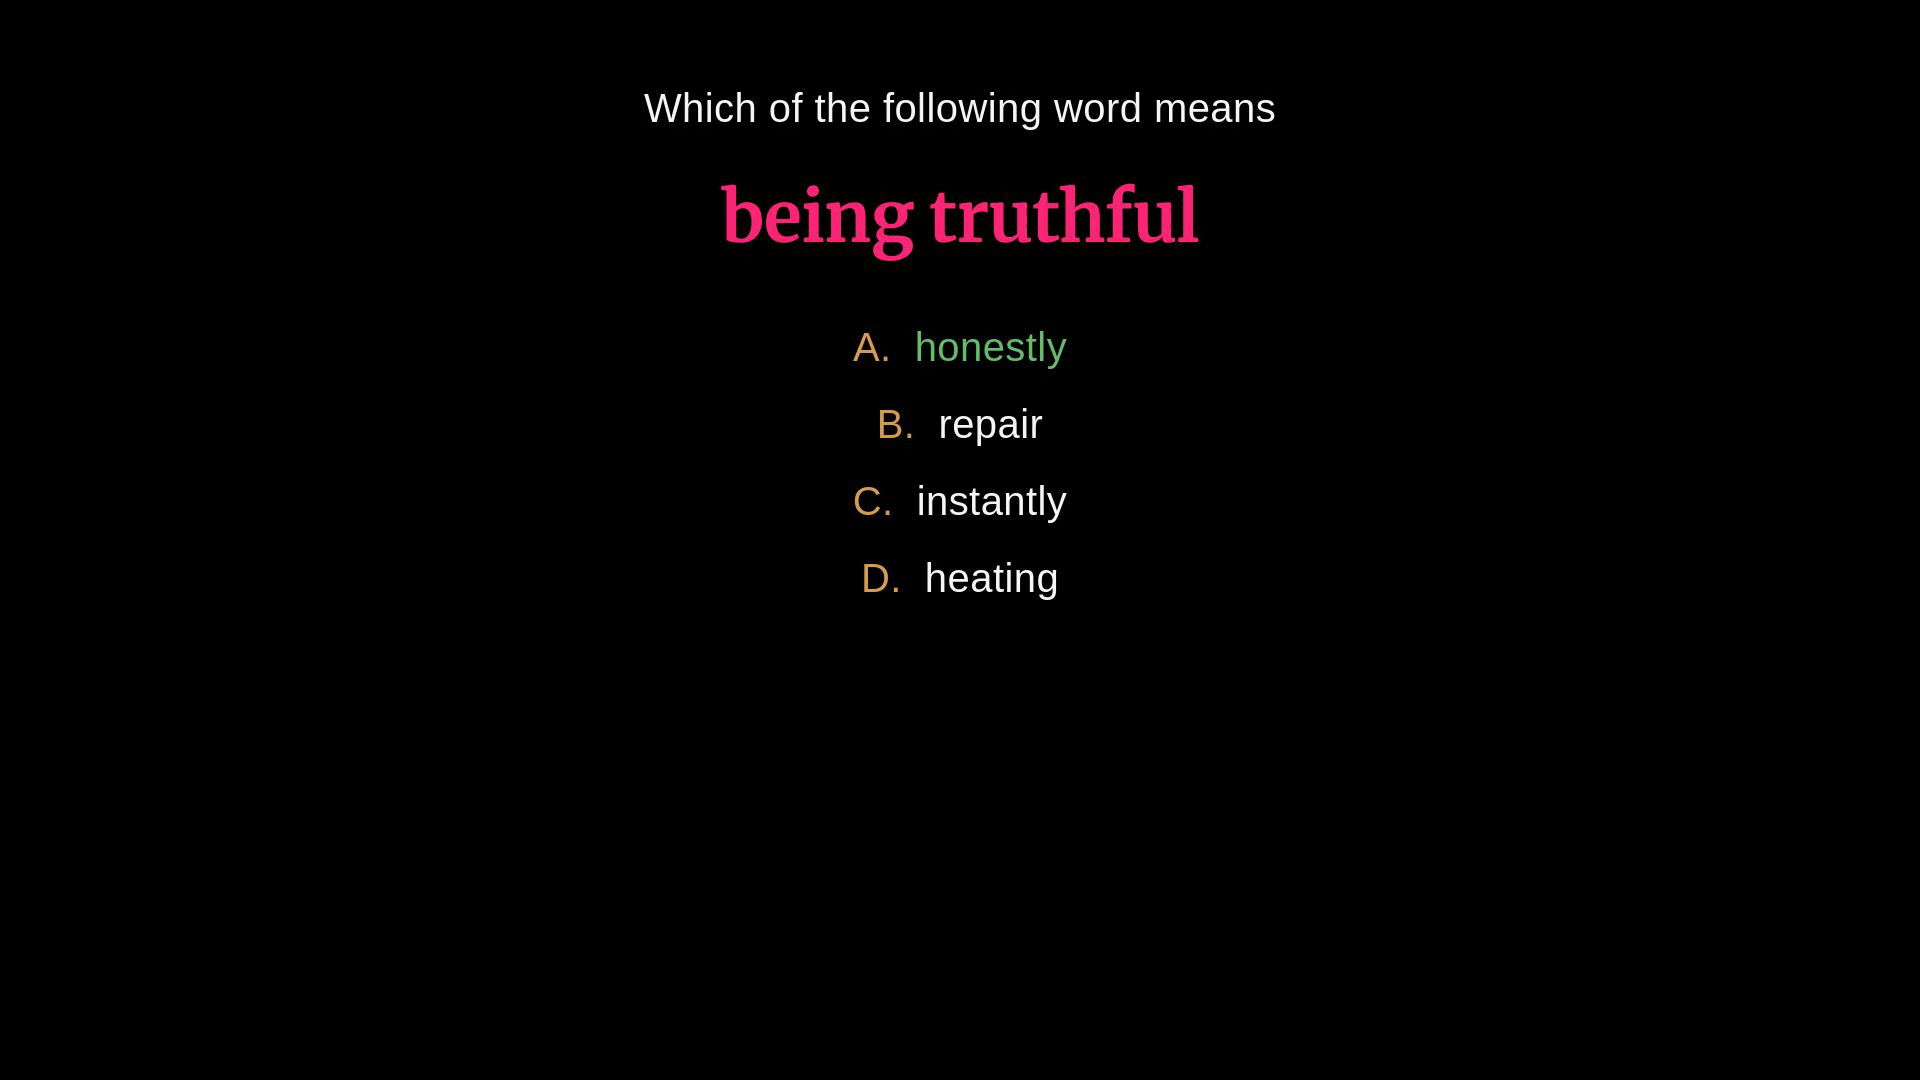 Which of the following word means
being truthful
A. honestly
B. repair
C. instantly
D. heating